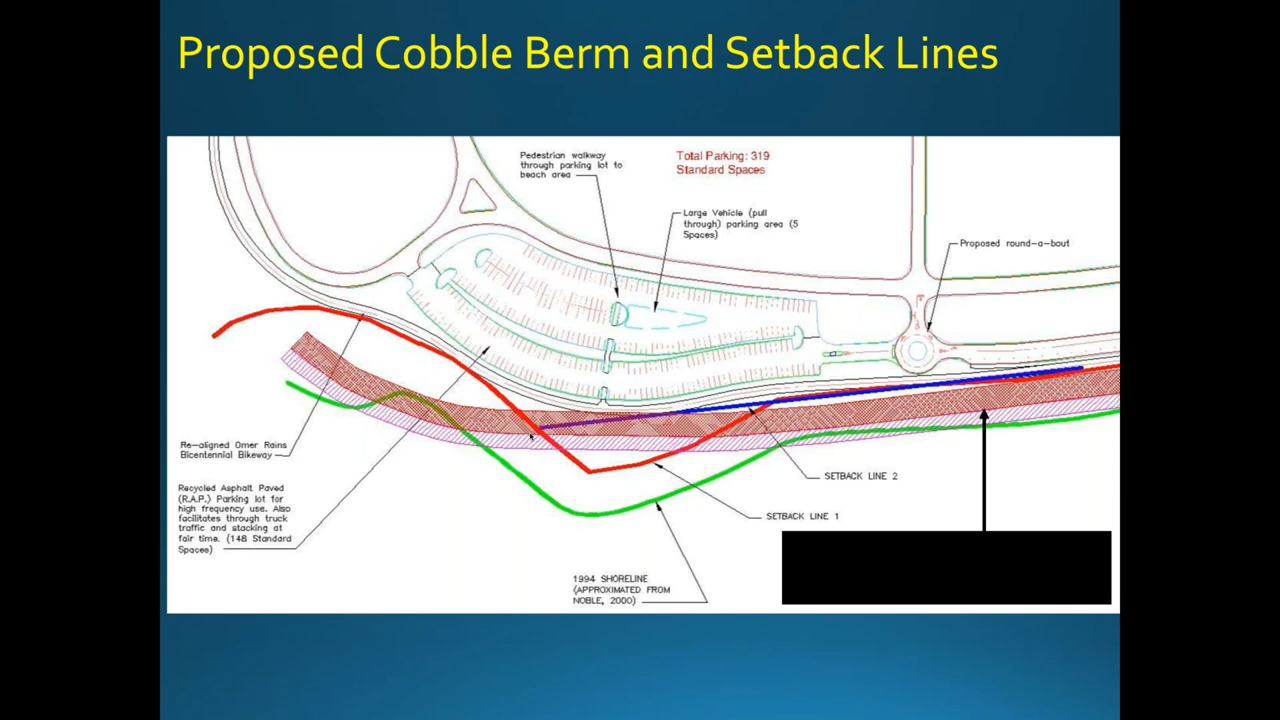 Proposed Cobble Berm and Setback Lines
Pedestrian walkway
through parking lot to
beach area
Total Parking: 319
Standard Spaces
Large Vehicle (pull
through) parking area (5
Spaces)
Proposed round-a-bout
Re-aligned Omer Rains
Bicentennial Bikeway
Recycled Asphalt Paved
(R.A.P.) Parking lot for
high frequency use. Also
facilitates through truck
traffic and stacking at
fair time. (148 Standard
Spaces)
SETBACK LINE 2
SETBACK LINE 1
1994 SHORELINE
(APPROXIMATED FROM
NOBLE, 2000)